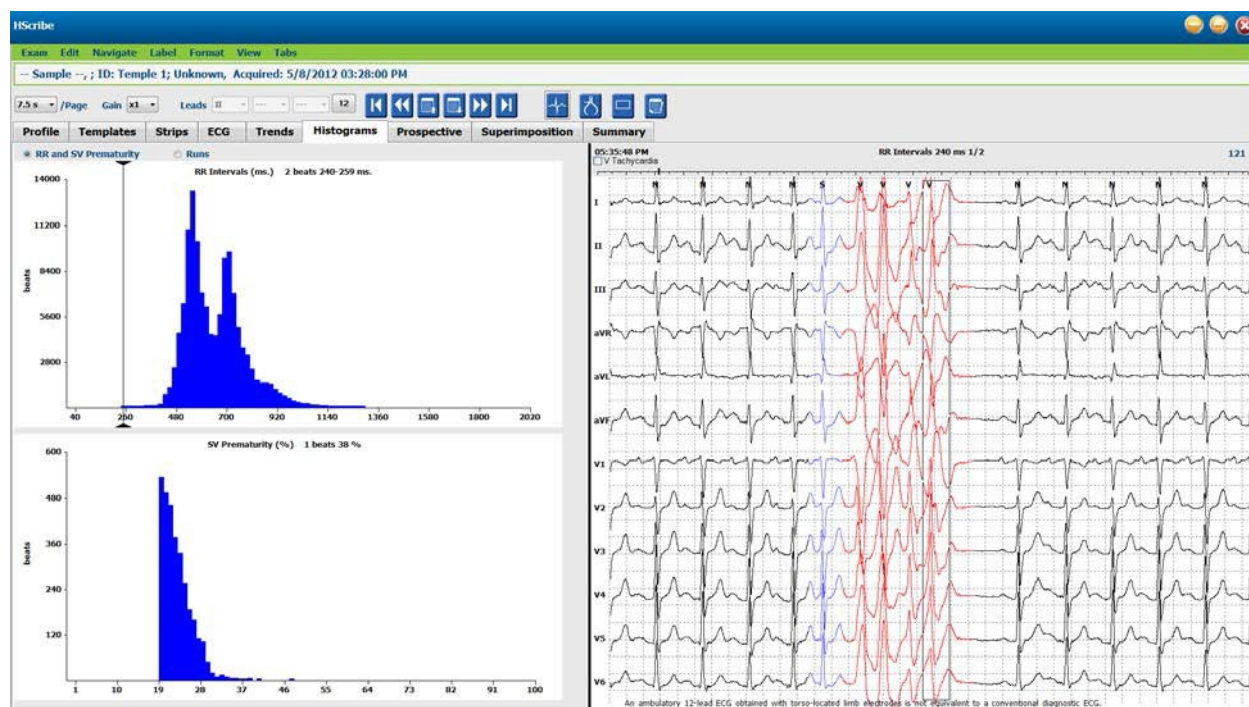 HScribe
Exam Edit Navigate Label Format View Tabs
-- Sample --, ; ID: Temple 1; Unknown, Acquired: 5/8/2012 03:28:00 PM
7.5 s /Page Gain x1 Leads II --- --- 12
Profile Templates Strips ECG Trends Histograms Prospective Superimposition Summary
RR and SV Prematurity Runs
RR Intervals (ms.) 2 beats 240-259 ms.
14000
11200
8400
5600
2800
beats
40 260 480 700 920 1140 1360 1580 1800 2020
SV Prematurity (%) 1 beats 38 %
600
480
360
240
120
beats
1 10 19 28 37 46 55 64 73 82 91 100
05:35:48 PM RR Intervals 240 ms 1/2 121
V Tachycardia
N N N N S V V V V N N N N N
I
II
III
aVR
aVL
aVF
V1
V2
V3
V4
V5
V6
An ambulatory 12-lead ECG obtained with torso-located limb electrodes is not equivalent to a conventional diagnostic ECG.